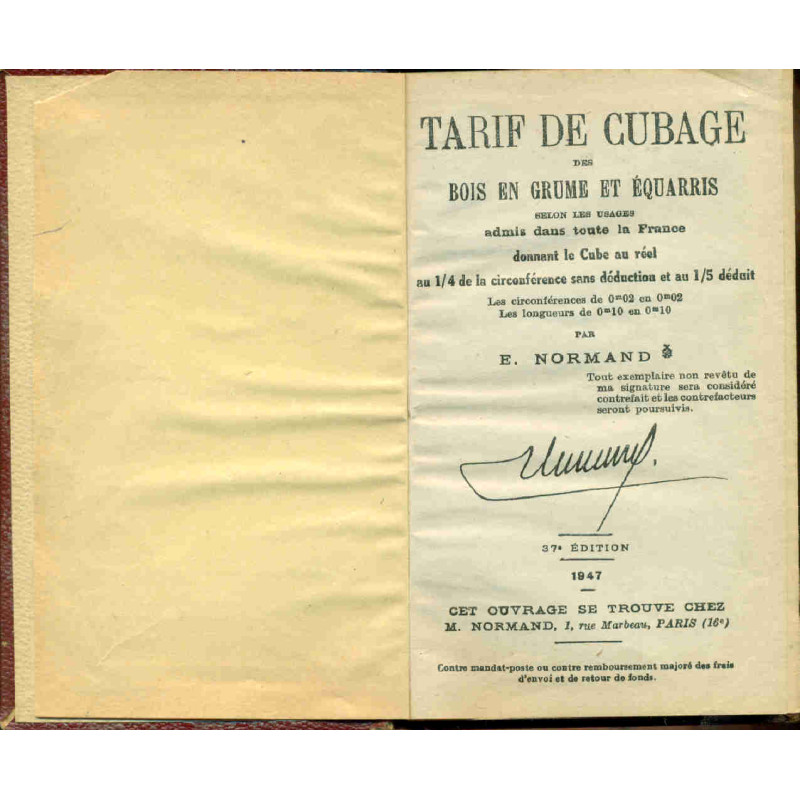 TARIF DE CUBAGE
DES
BOIS EN GRUME ET ÉQUARRIS
SELON LES USAGES
admis dans toute la France
donnant le Cube au réel
au 1/4 de la circonférence sans déduction et au 1/5 déduit
Les circonférences de 0ᵐ02 en 0ᵐ02
Les longueurs de 0ᵐ10 en 0ᵐ10
PAR
E. NORMAND
Tout exemplaire non revêtu de
ma signature sera considéré
contrefait et les contrefacteurs
seront poursuivis.
37ᵉ ÉDITION
1947
CET OUVRAGE SE TROUVE CHEZ
M. NORMAND, 1, rue Marbeau, PARIS (16ᵉ)
Contre mandat-poste ou contre remboursement majoré des frais
d'envoi et de retour de fonds.